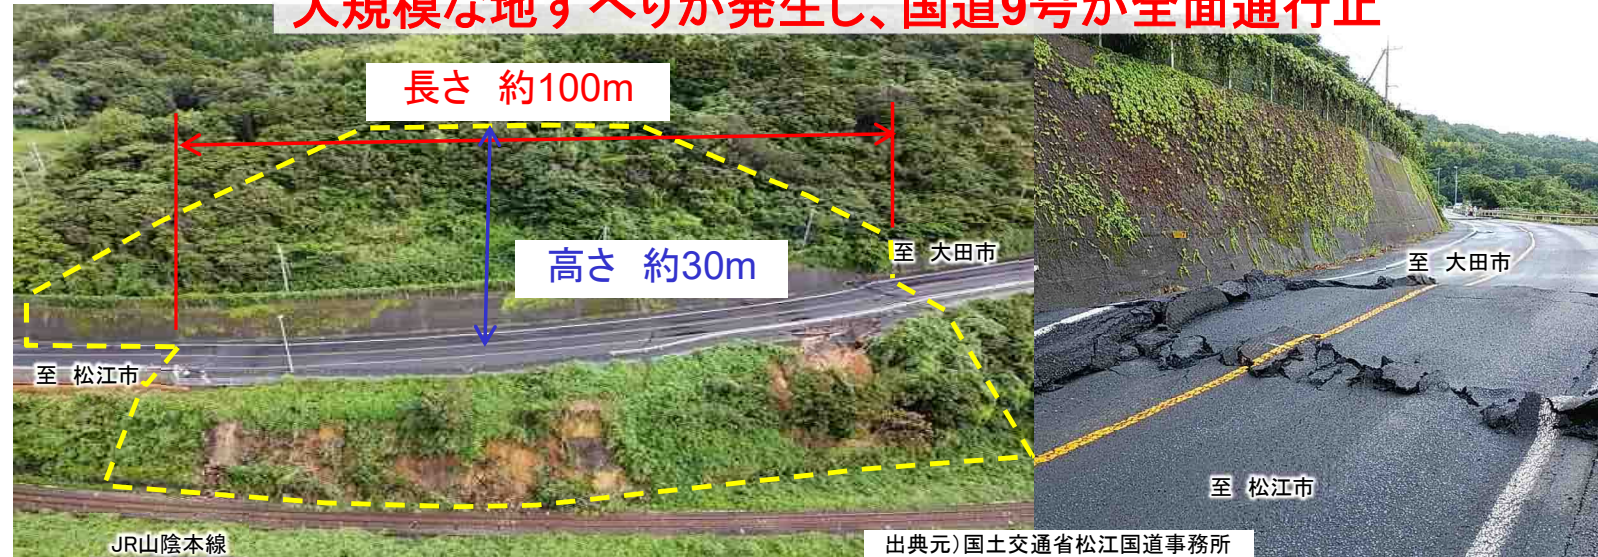 大規模な地すべりが発生し、国道9号が全面通行止
長さ 約100m
高さ 約30m
至 大田市
至 松江市
JR山陰本線
至 大田市
至 松江市
出典元)国土交通省松江国道事務所